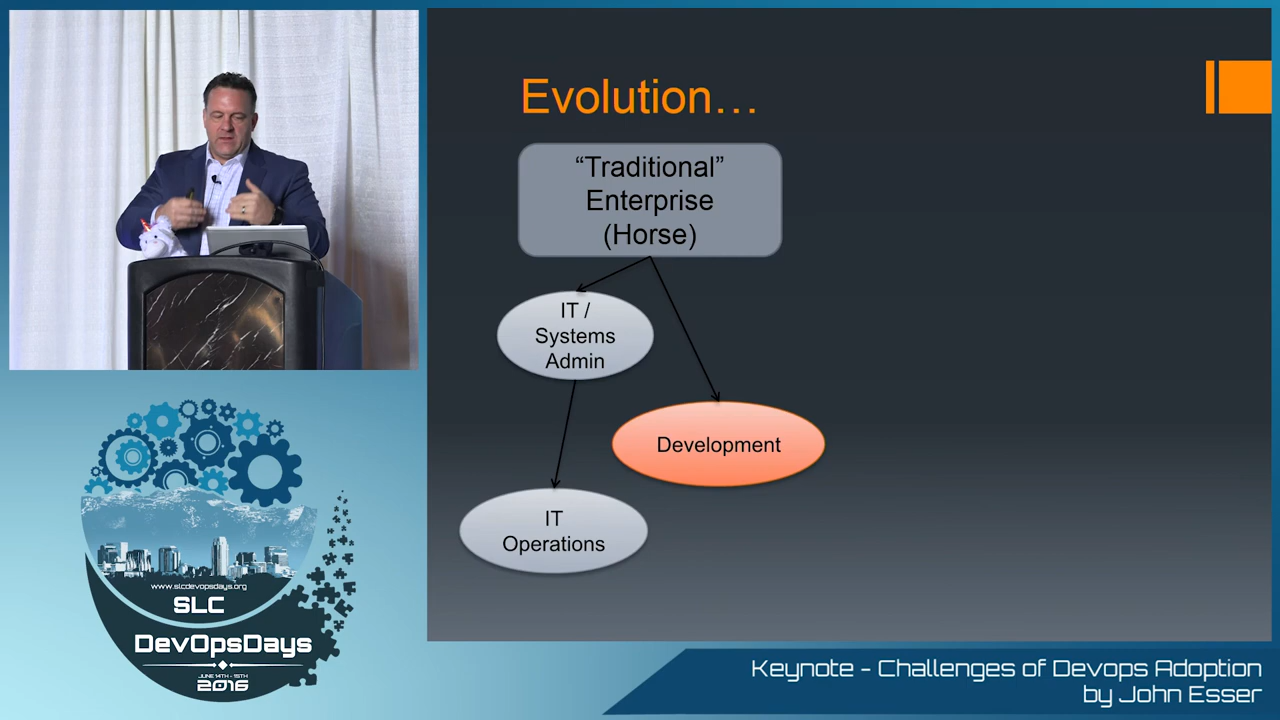 Evolution…
“Traditional”
Enterprise
(Horse)
IT /
Systems
Admin
Development
IT
Operations
www.slcdevopsdays.org
SLC
DevOpsDays
JUNE 14TH - 15TH
2016
Keynote - Challenges of Devops Adoption
by John Esser